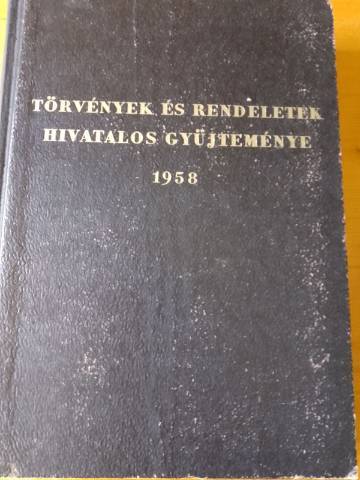 TÖRVÉNYEK ÉS RENDELETEK
HIVATALOS GYŰJTEMÉNYE
1958